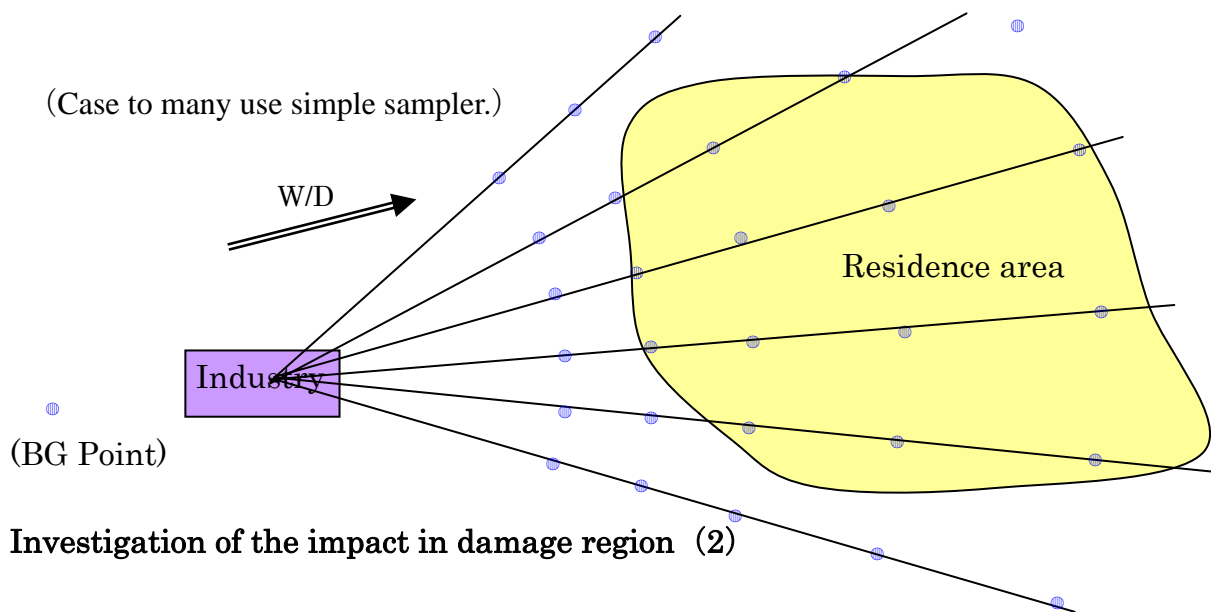 （Case to many use simple sampler.）
W/D
Residence area
Industry
(BG Point)
Investigation of the impact in damage region（2）